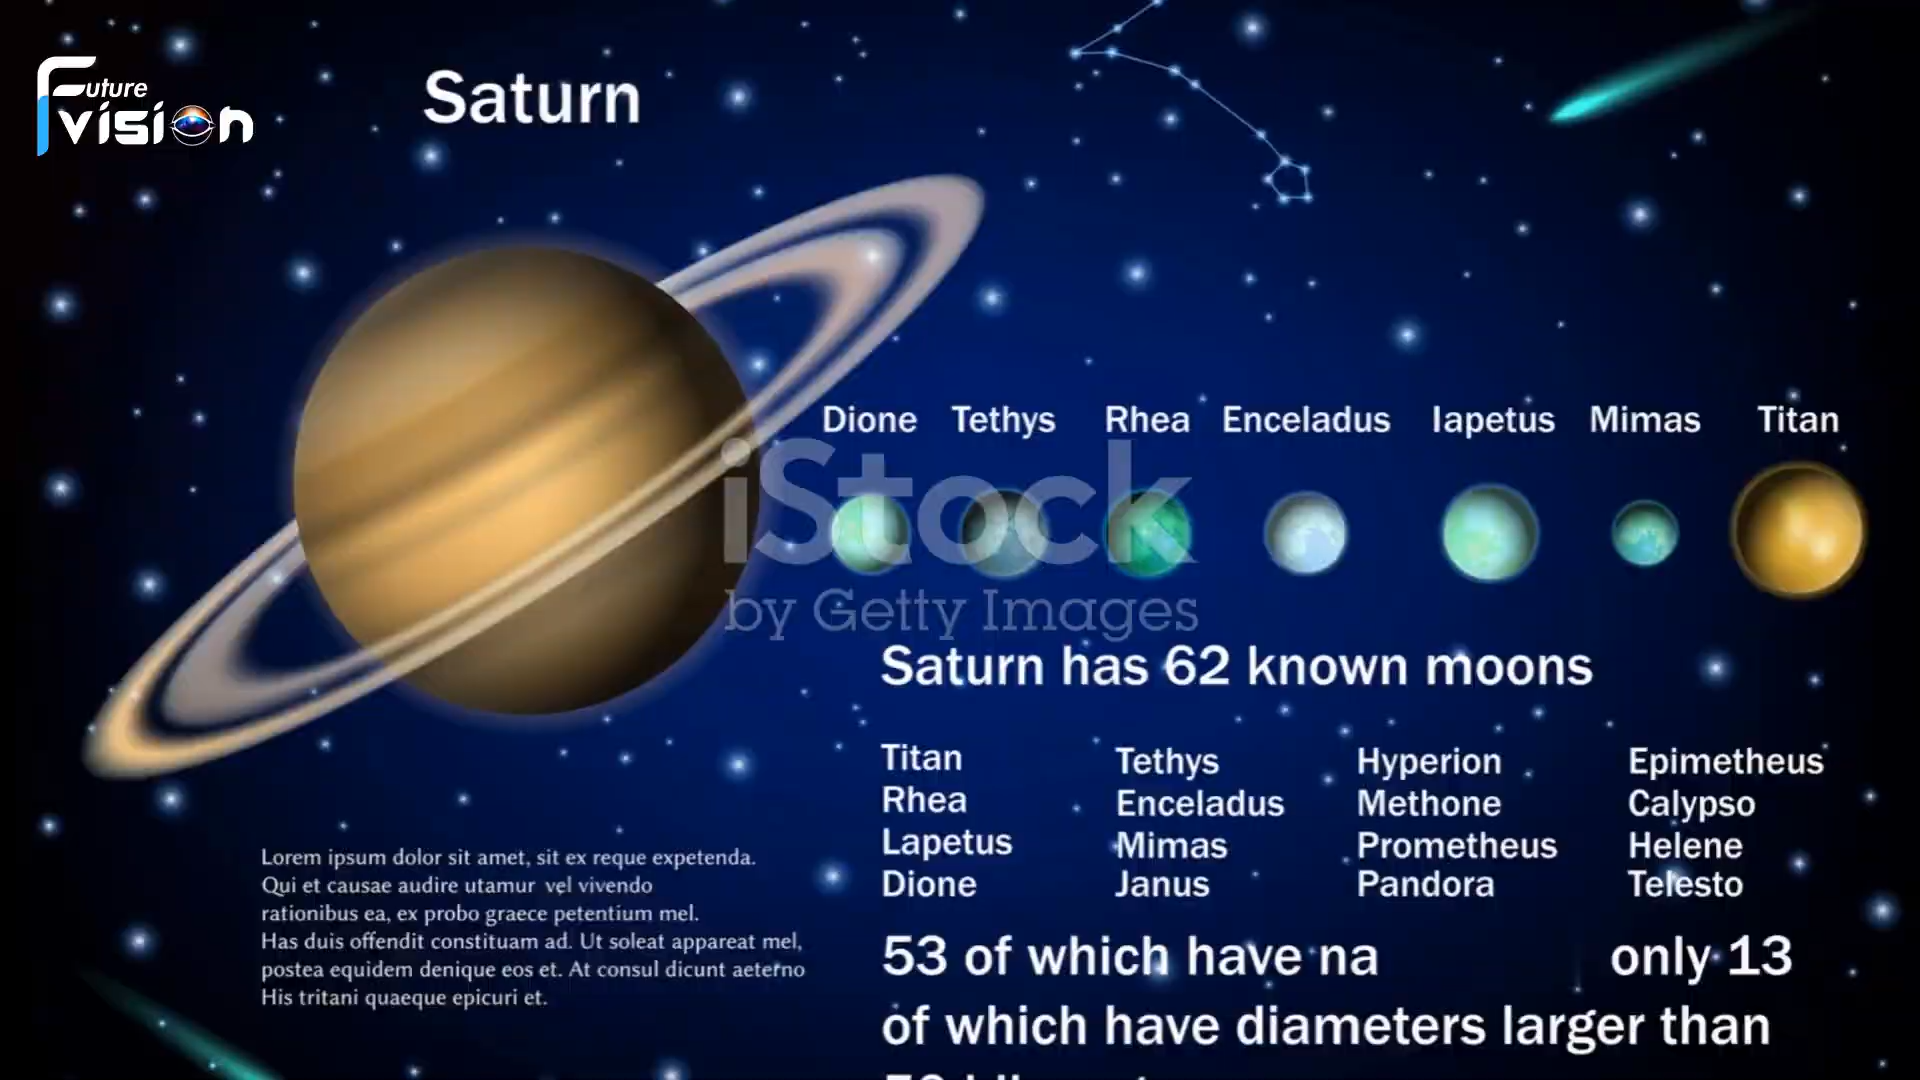 Future
vision
Saturn
Dione Tethys Rhea Enceladus Iapetus Mimas Titan
iStock
by Getty Images
Saturn has 62 known moons
Titan Tethys Hyperion Epimetheus
Rhea Enceladus Methone Calypso
Lapetus Mimas Prometheus Helene
Dione Janus Pandora Telesto
53 of which have na only 13
of which have diameters larger than
Lorem ipsum dolor sit amet, sit ex reque expetenda.
Qui et causae audire utamur vel vivendo
rationibus ea, ex probo graece petentium mel.
Has duis offendit constituam ad. Ut soleat appareat mel,
postea equidem denique eos et. At consul dicunt aeterno
His tritani quaeque epicuri et.